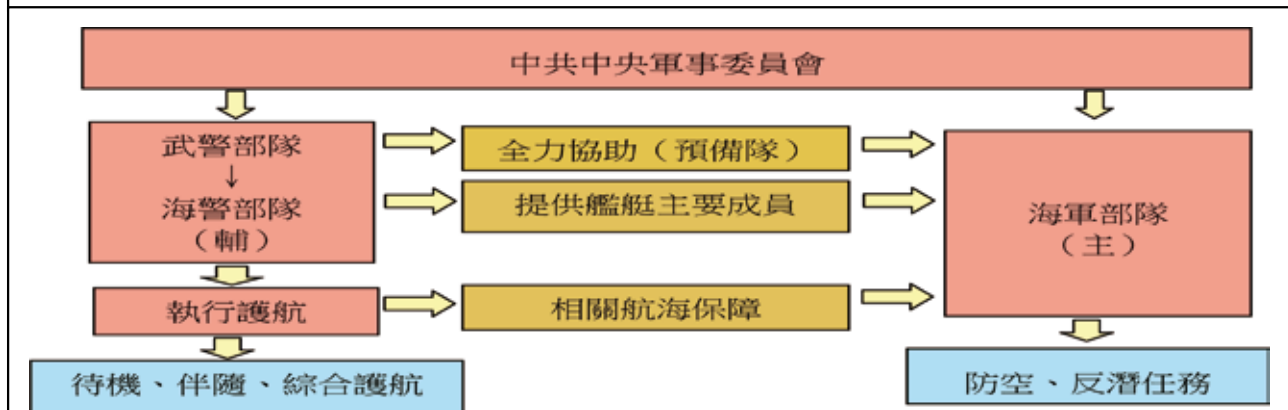 中共中央軍事委員會
武警部隊
↓
海警部隊
（輔）
全力協助（預備隊）
提供艦艇主要成員
海軍部隊
（主）
執行護航
相關航海保障
待機、伴隨、綜合護航
防空、反潛任務